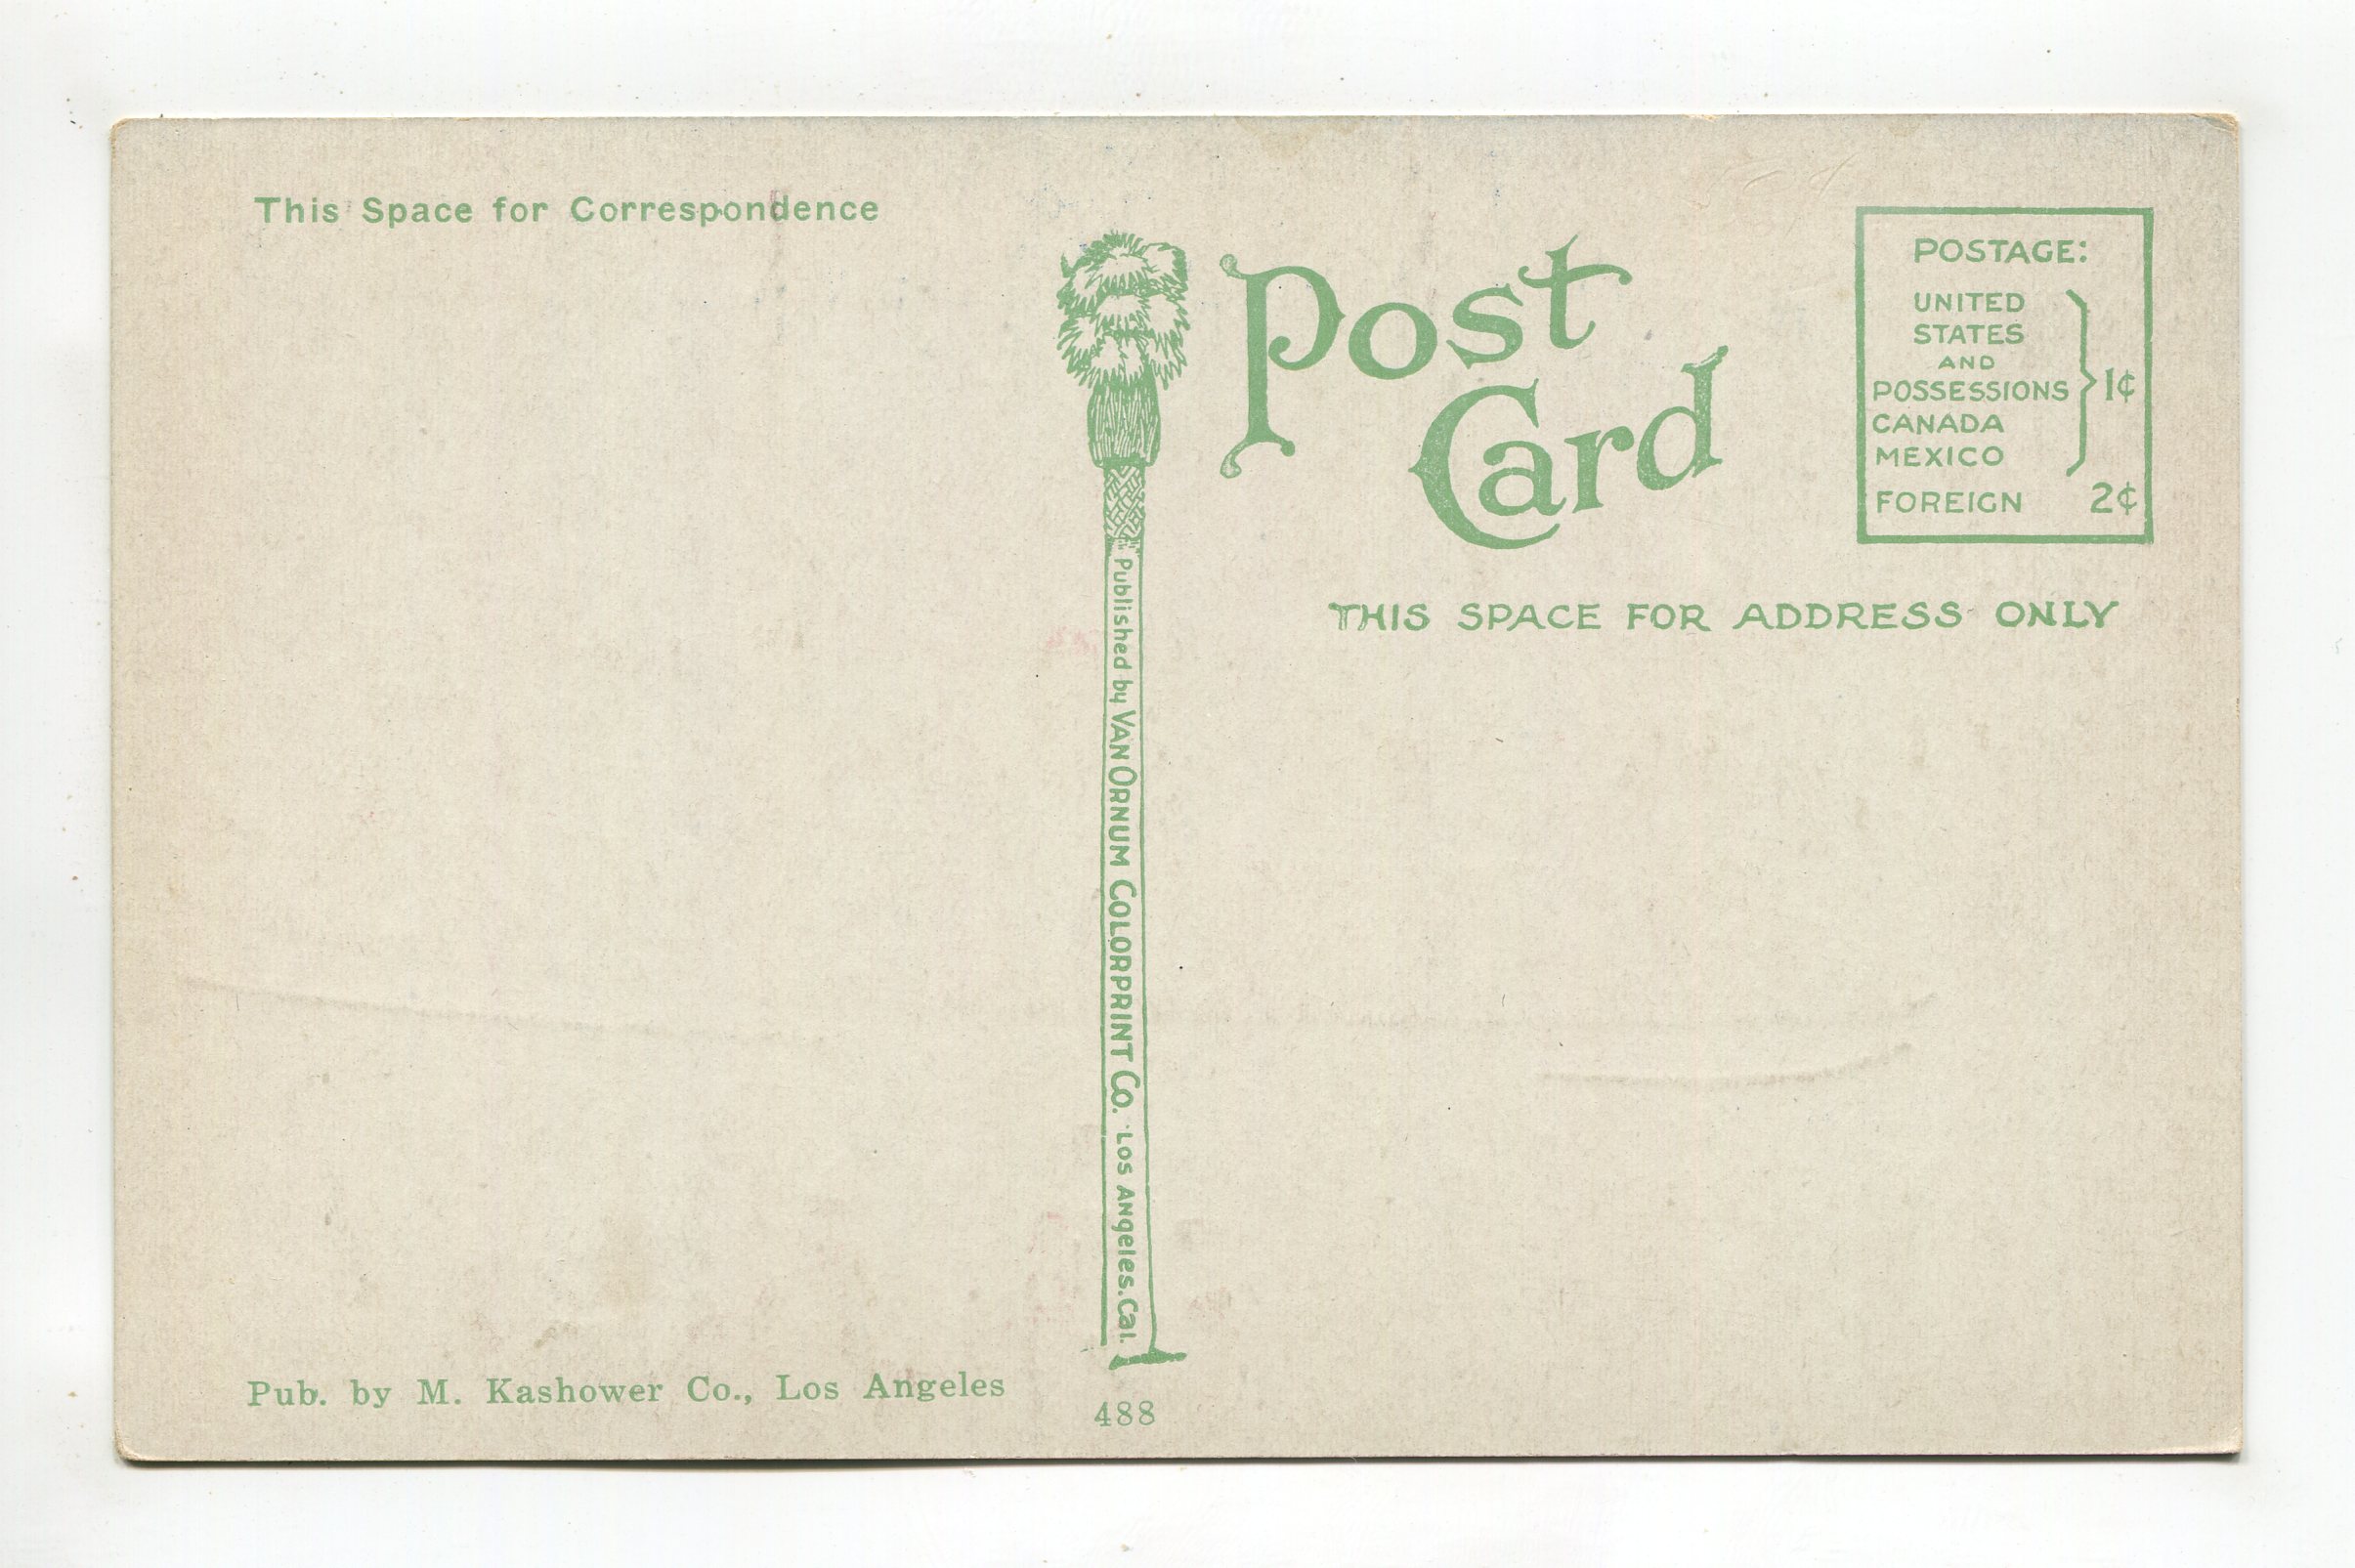 This Space for Correspondence
Post
Card
POSTAGE:
UNITED
STATES
AND
POSSESSIONS 1¢
CANADA
MEXICO
FOREIGN 2¢
THIS SPACE FOR ADDRESS ONLY
Published by VAN ORNUM COLORPRINT CO. LOS ANgeles. Cal.
Pub. by M. Kashower Co., Los Angeles
488